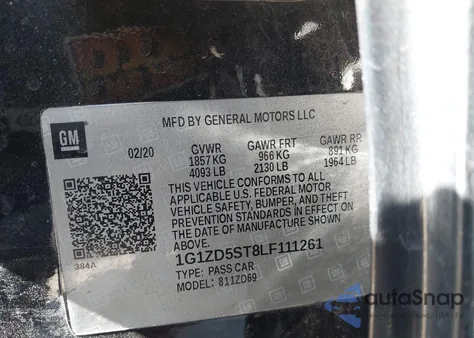 MFD BY GENERAL MOTORS LLC
GM
02/20 GVWR GAWR FRT GAWR RR
1857 KG 966 KG 891 KG
4093 LB 2130 LB 1964 LB
THIS VEHICLE CONFORMS TO ALL
APPLICABLE U.S. FEDERAL MOTOR
VEHICLE SAFETY, BUMPER, AND THEFT
PREVENTION STANDARDS IN EFFECT
ON THE DATE OF MANUFACTURE
SHOWN ABOVE.
384A
1G1ZD5ST8LF111261
TYPE: PASS CAR
MODEL: 811ZD69
autoSnap